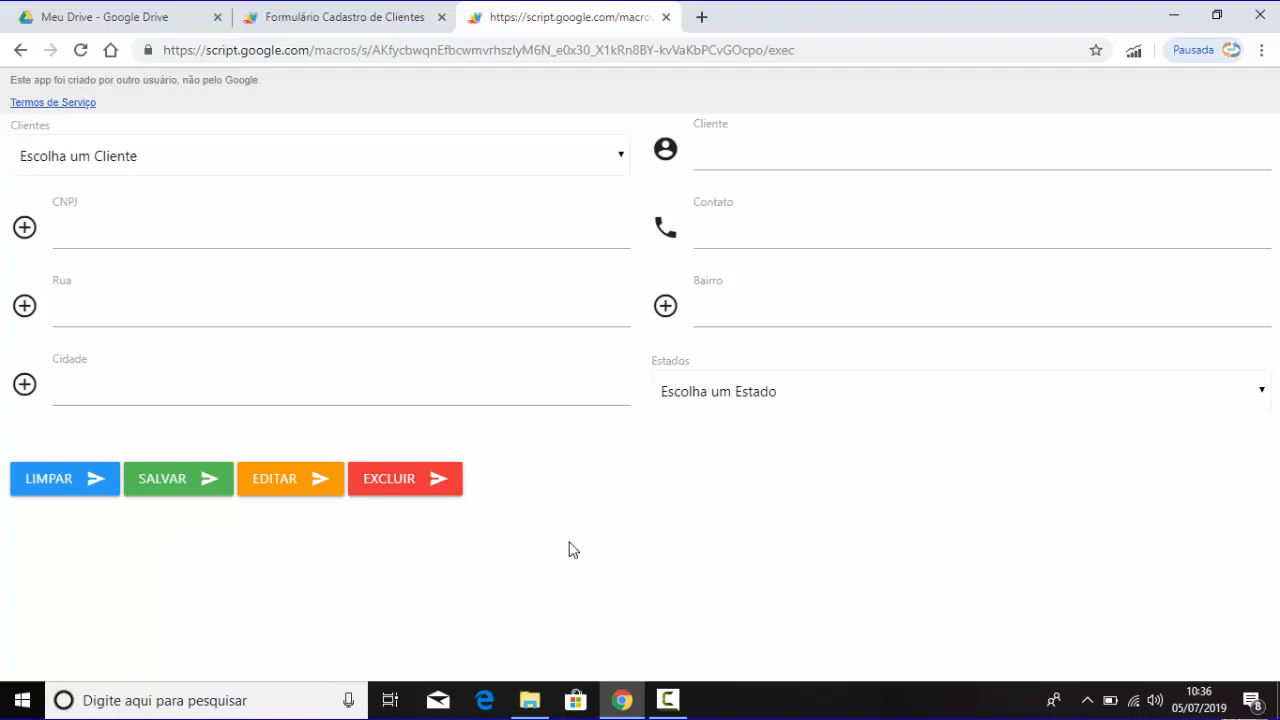 Meu Drive - Google Drive
Formulário Cadastro de Clientes
https://script.google.com/macro
https://script.google.com/macros/s/AKfycbwqnEfbcwmvrhszIyM6N_e0x30_X1kRn8BY-kvVaKbPCvGOcpo/exec
Pausada
Este app foi criado por outro usuário, não pelo Google.
Termos de Serviço
Clientes
Escolha um Cliente
Cliente
CNPJ
Contato
Rua
Bairro
Cidade
Estados
Escolha um Estado
LIMPAR
SALVAR
EDITAR
EXCLUIR
Digite aqui para pesquisar
10:36
05/07/2019
8